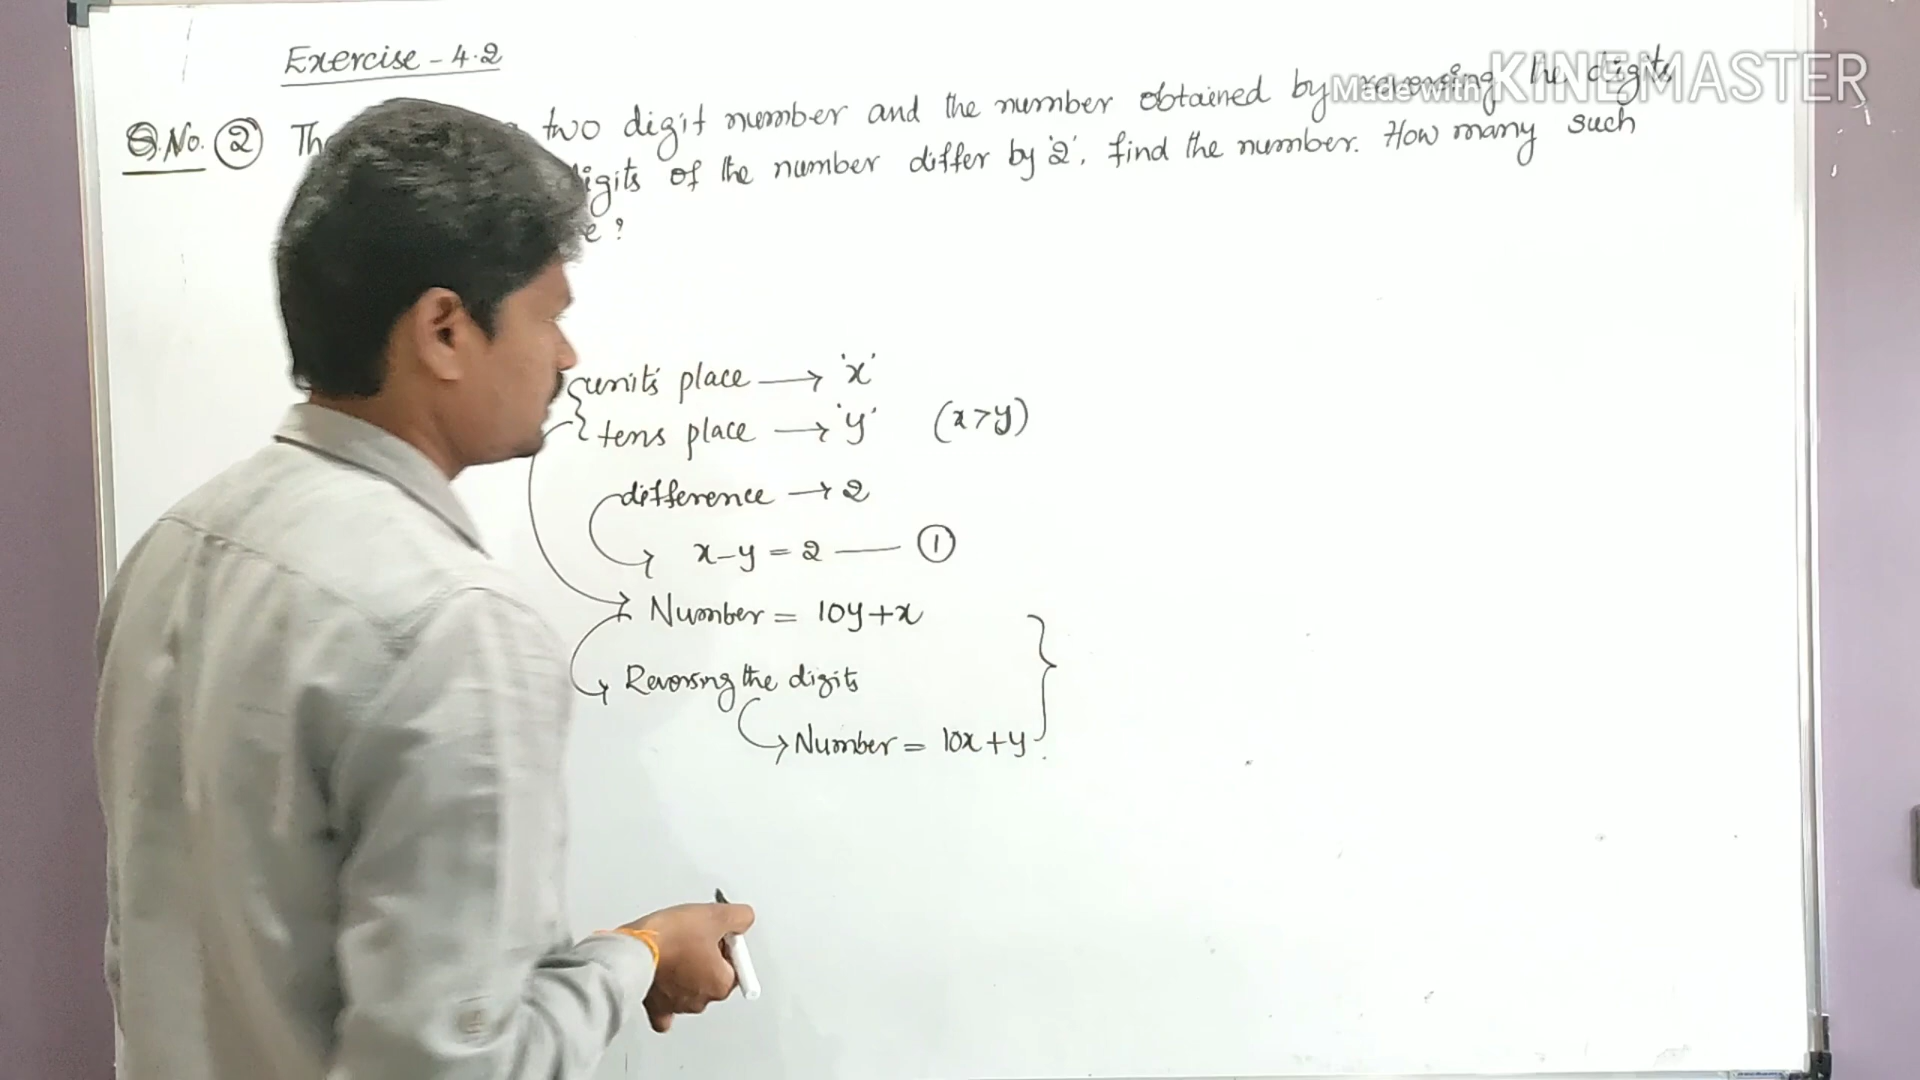 Exercise - 4.2
Q.No. 2 The two digit number and the number obtained by reversing the digits
digits of the number differ by '2'. find the number. How many such
?
units place → 'x'
tens place → 'y' (x>y)
difference → 2
x-y = 2 —— 1
Number = 10y+x
Reversing the digits
Number = 10x+y
Made with KINEMASTER